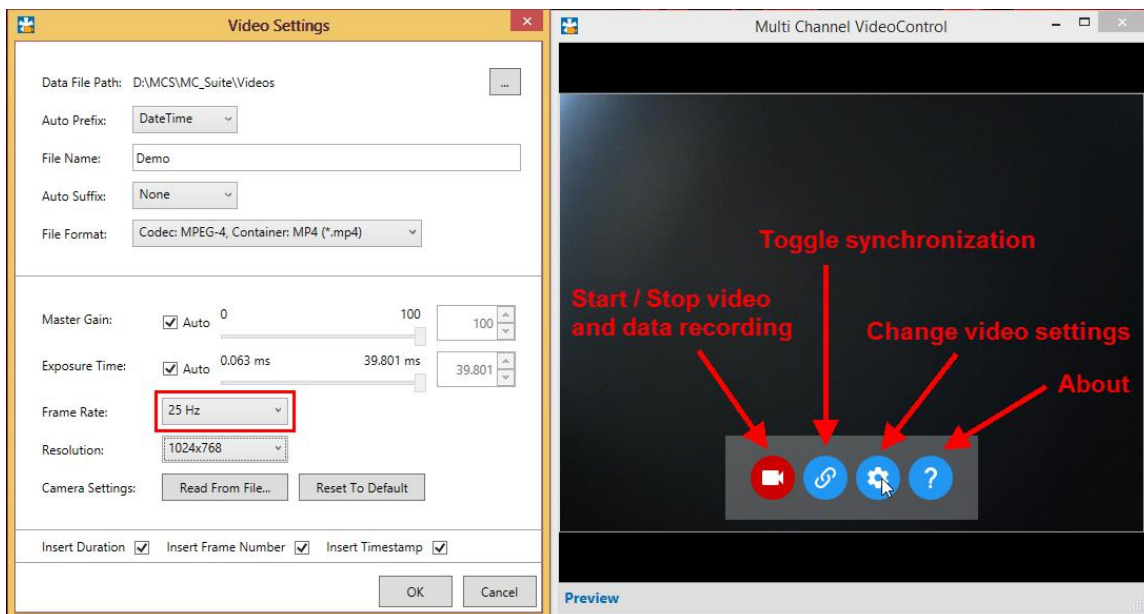 Video Settings
Data File Path: D:\MCS\MC_Suite\Videos ...
Auto Prefix: DateTime
File Name: Demo
Auto Suffix: None
File Format: Codec: MPEG-4, Container: MP4 (*.mp4)
Master Gain: Auto 0 100 100
Exposure Time: Auto 0.063 ms 39.801 ms 39.801
Frame Rate: 25 Hz
Resolution: 1024x768
Camera Settings: Read From File... Reset To Default
Insert Duration Insert Frame Number Insert Timestamp
OK Cancel
Multi Channel VideoControl
Toggle synchronization
Start / Stop video
and data recording
Change video settings
About
?
Preview